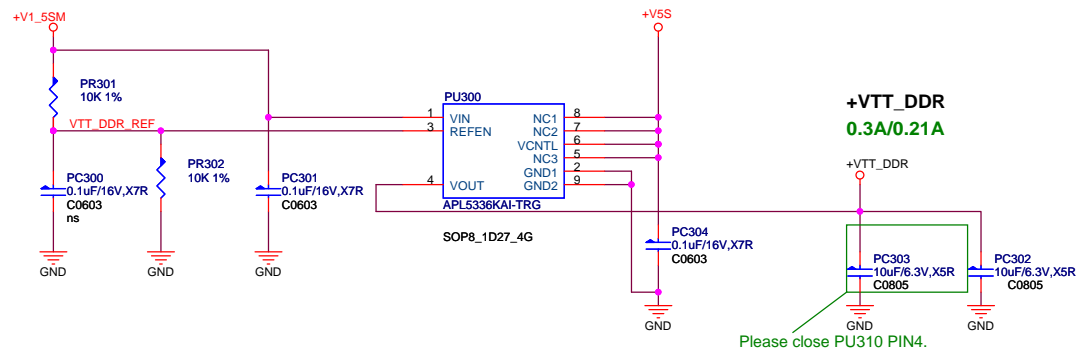 +V1_5SM
+V5S
PR301
10K 1%
VTT_DDR_REF
PR302
10K 1%
PC300
0.1uF/16V,X7R
C0603
ns
PC301
0.1uF/16V,X7R
C0603
GND
GND
GND
PU300
1 VIN
3 REFEN
4 VOUT
NC1 8
NC2 7
VCNTL 6
NC3 5
GND1 2
GND2 9
APL5336KAI-TRG
SOP8_1D27_4G
PC304
0.1uF/16V,X7R
C0603
GND
+VTT_DDR
0.3A/0.21A
+VTT_DDR
PC303
10uF/6.3V,X5R
C0805
PC302
10uF/6.3V,X5R
C0805
GND
GND
Please close PU310 PIN4.